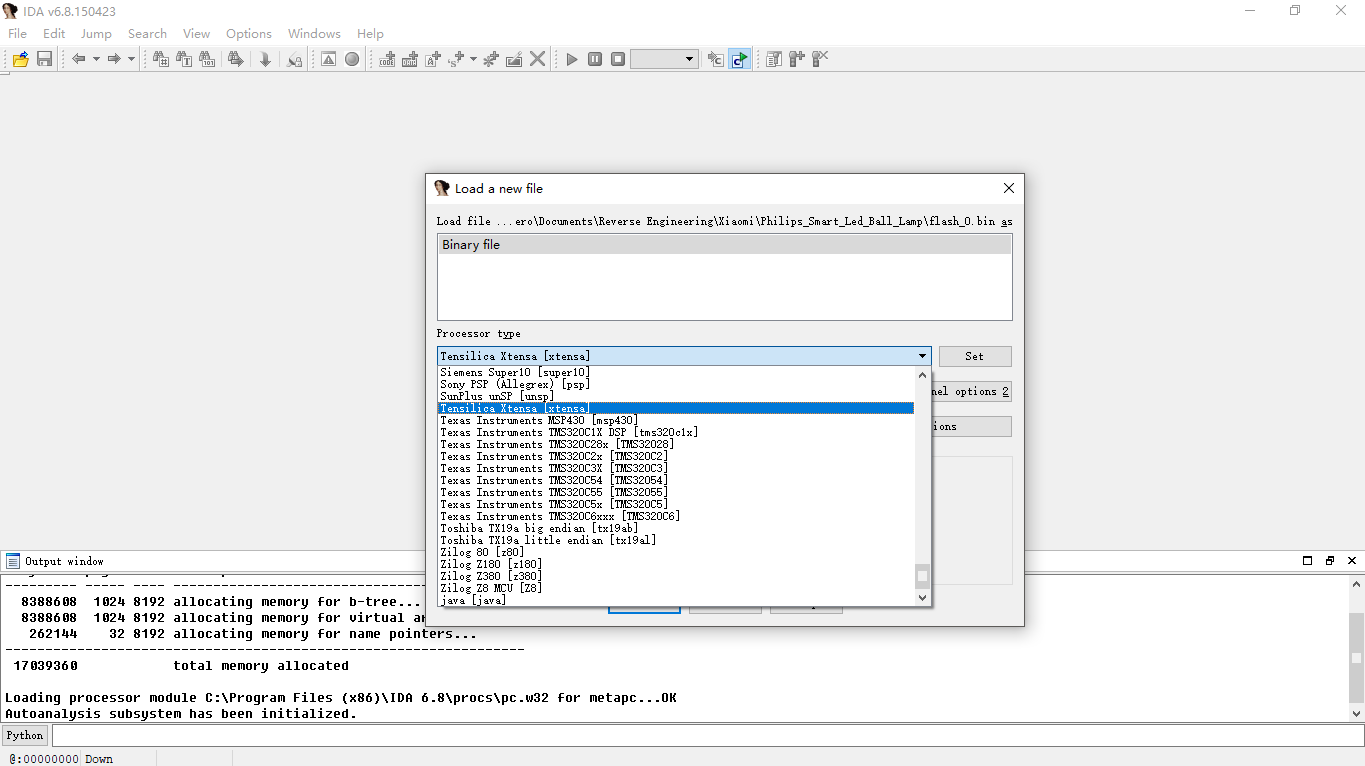 IDA v6.8.150423
File Edit Jump Search View Options Windows Help
Load a new file
Load file ...ero\Documents\Reverse Engineering\Xiaomi\Philips_Smart_Led_Ball_Lamp\flash_0.bin as
Binary file
Processor type
Tensilica Xtensa [xtensa]
Set
Siemens Super10 [super10]
Sony PSP (Allegrex) [psp]
nel options 2
SunPlus unSP [unsp]
Tensilica Xtensa [xtensa]
Texas Instruments MSP430 [msp430]
ions
Texas Instruments TMS320C1X DSP [tms320c1x]
Texas Instruments TMS320C28x [TMS32028]
Texas Instruments TMS320C2x [TMS320C2]
Texas Instruments TMS320C3X [TMS320C3]
Texas Instruments TMS320C54 [TMS32054]
Texas Instruments TMS320C55 [TMS32055]
Texas Instruments TMS320C5x [TMS320C5]
Texas Instruments TMS320C6xxx [TMS320C6]
Toshiba TX19a big endian [tx19ab]
Toshiba TX19a little endian [tx19al]
Zilog 80 [z80]
Zilog Z180 [z180]
Zilog Z380 [z380]
Zilog Z8 MCU [Z8]
java [java]
Output window
8388608 1024 8192 allocating memory for b-tree...
8388608 1024 8192 allocating memory for virtual ar
262144 32 8192 allocating memory for name pointers...
-----------------------------------------------------------------
17039360 total memory allocated
Loading processor module C:\Program Files (x86)\IDA 6.8\procs\pc.w32 for metapc...OK
Autoanalysis subsystem has been initialized.
Python
@:00000000 Down